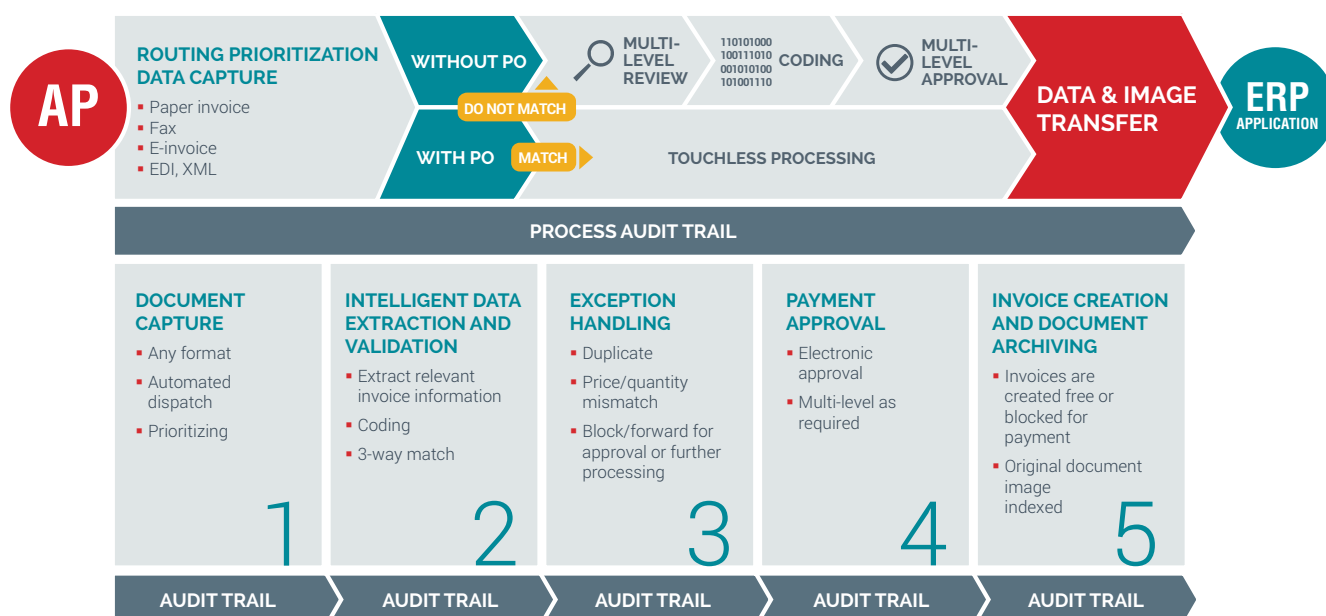 AP
ROUTING PRIORITIZATION
DATA CAPTURE
Paper invoice
Fax
E-invoice
EDI, XML
WITHOUT PO
DO NOT MATCH
WITH PO
MATCH
MULTI-
LEVEL
REVIEW
110101000
100111010
001010100
101001110
CODING
MULTI-
LEVEL
APPROVAL
TOUCHLESS PROCESSING
DATA & IMAGE
TRANSFER
ERP
APPLICATION
PROCESS AUDIT TRAIL
DOCUMENT
CAPTURE
Any format
Automated
dispatch
Prioritizing
1
INTELLIGENT DATA
EXTRACTION AND
VALIDATION
Extract relevant
invoice information
Coding
3-way match
2
EXCEPTION
HANDLING
Duplicate
Price/quantity
mismatch
Block/forward for
approval or further
processing
3
PAYMENT
APPROVAL
Electronic
approval
Multi-level as
required
4
INVOICE CREATION
AND DOCUMENT
ARCHIVING
Invoices are
created free or
blocked for
payment
Original document
image
indexed
5
AUDIT TRAIL
AUDIT TRAIL
AUDIT TRAIL
AUDIT TRAIL
AUDIT TRAIL